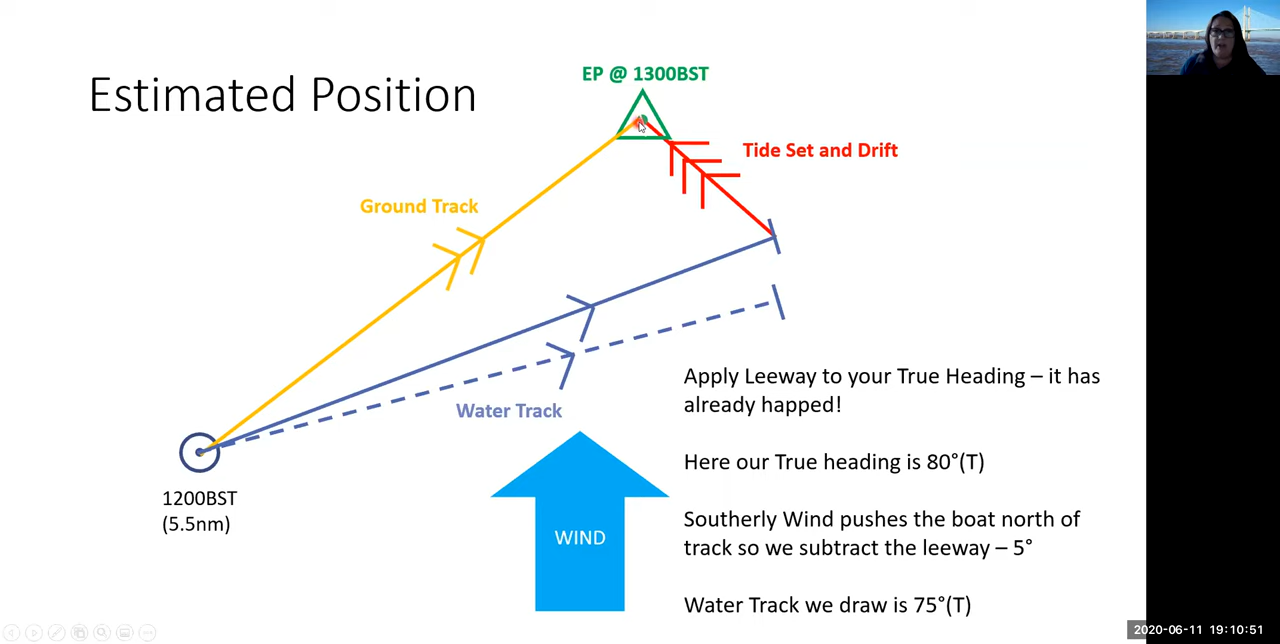 Estimated Position
EP @ 1300BST
Tide Set and Drift
Ground Track
Water Track
1200BST
(5.5nm)
WIND
Apply Leeway to your True Heading – it has
already happed!
Here our True heading is 80°(T)
Southerly Wind pushes the boat north of
track so we subtract the leeway – 5°
Water Track we draw is 75°(T)
2020-06-11 19:10:51